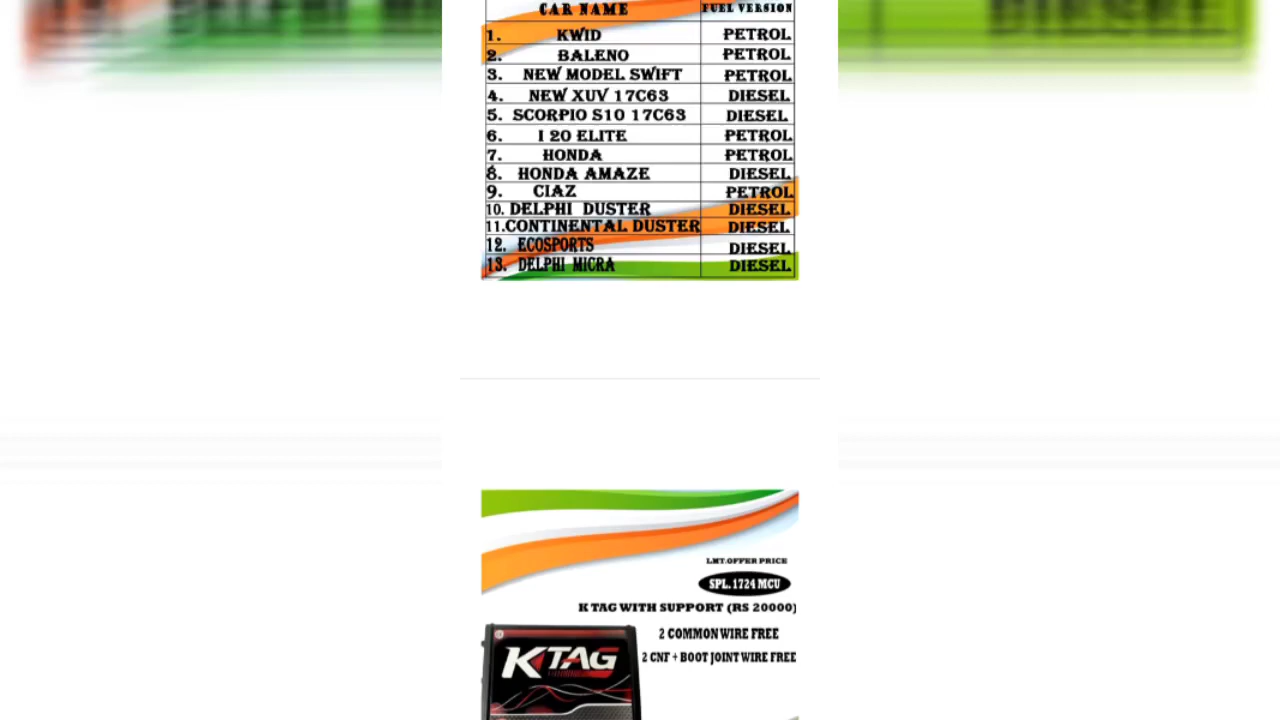 CAR NAME FUEL VERSION
1. KWID PETROL
2. BALENO PETROL
3. NEW MODEL SWIFT PETROL
4. NEW XUV 17C63 DIESEL
5. SCORPIO S10 17C63 DIESEL
6. I 20 ELITE PETROL
7. HONDA PETROL
8. HONDA AMAZE DIESEL
9. CIAZ PETROL
10. DELPHI DUSTER DIESEL
11.CONTINENTAL DUSTER DIESEL
12. ECOSPORTS DIESEL
13. DELPHI MICRA DIESEL
LMT.OFFER PRICE
SPL. 1724 MCU
K TAG WITH SUPPORT (RS 20000)
2 COMMON WIRE FREE
2 CNF + BOOT JOINT WIRE FREE
KTAG